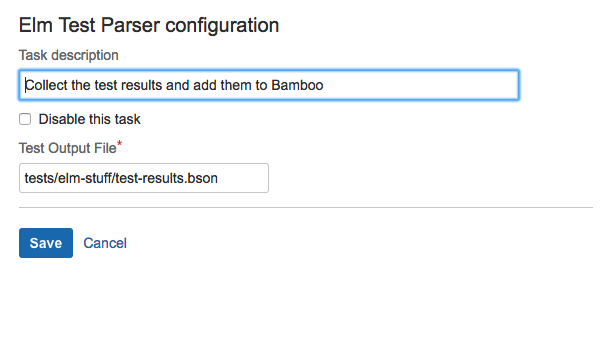 Elm Test Parser configuration
Task description
Collect the test results and add them to Bamboo
Disable this task
Test Output File*
tests/elm-stuff/test-results.bson
Save Cancel